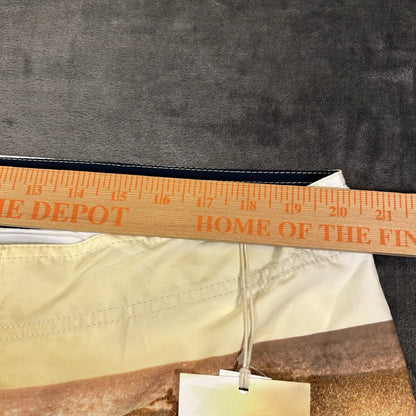 13 14 15 16 17 18 19 20 21
HE DEPOT HOME OF THE FIN